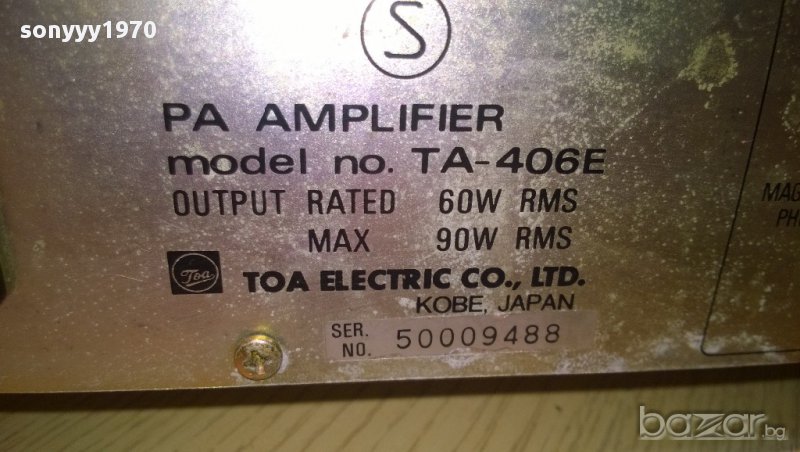 sonyyy1970
S
PA AMPLIFIER
model no. TA-406E
OUTPUT RATED 60W RMS
MAX 90W RMS
Toa TOA ELECTRIC CO., LTD.
KOBE, JAPAN
SER. NO. 50009488
bazar.bg